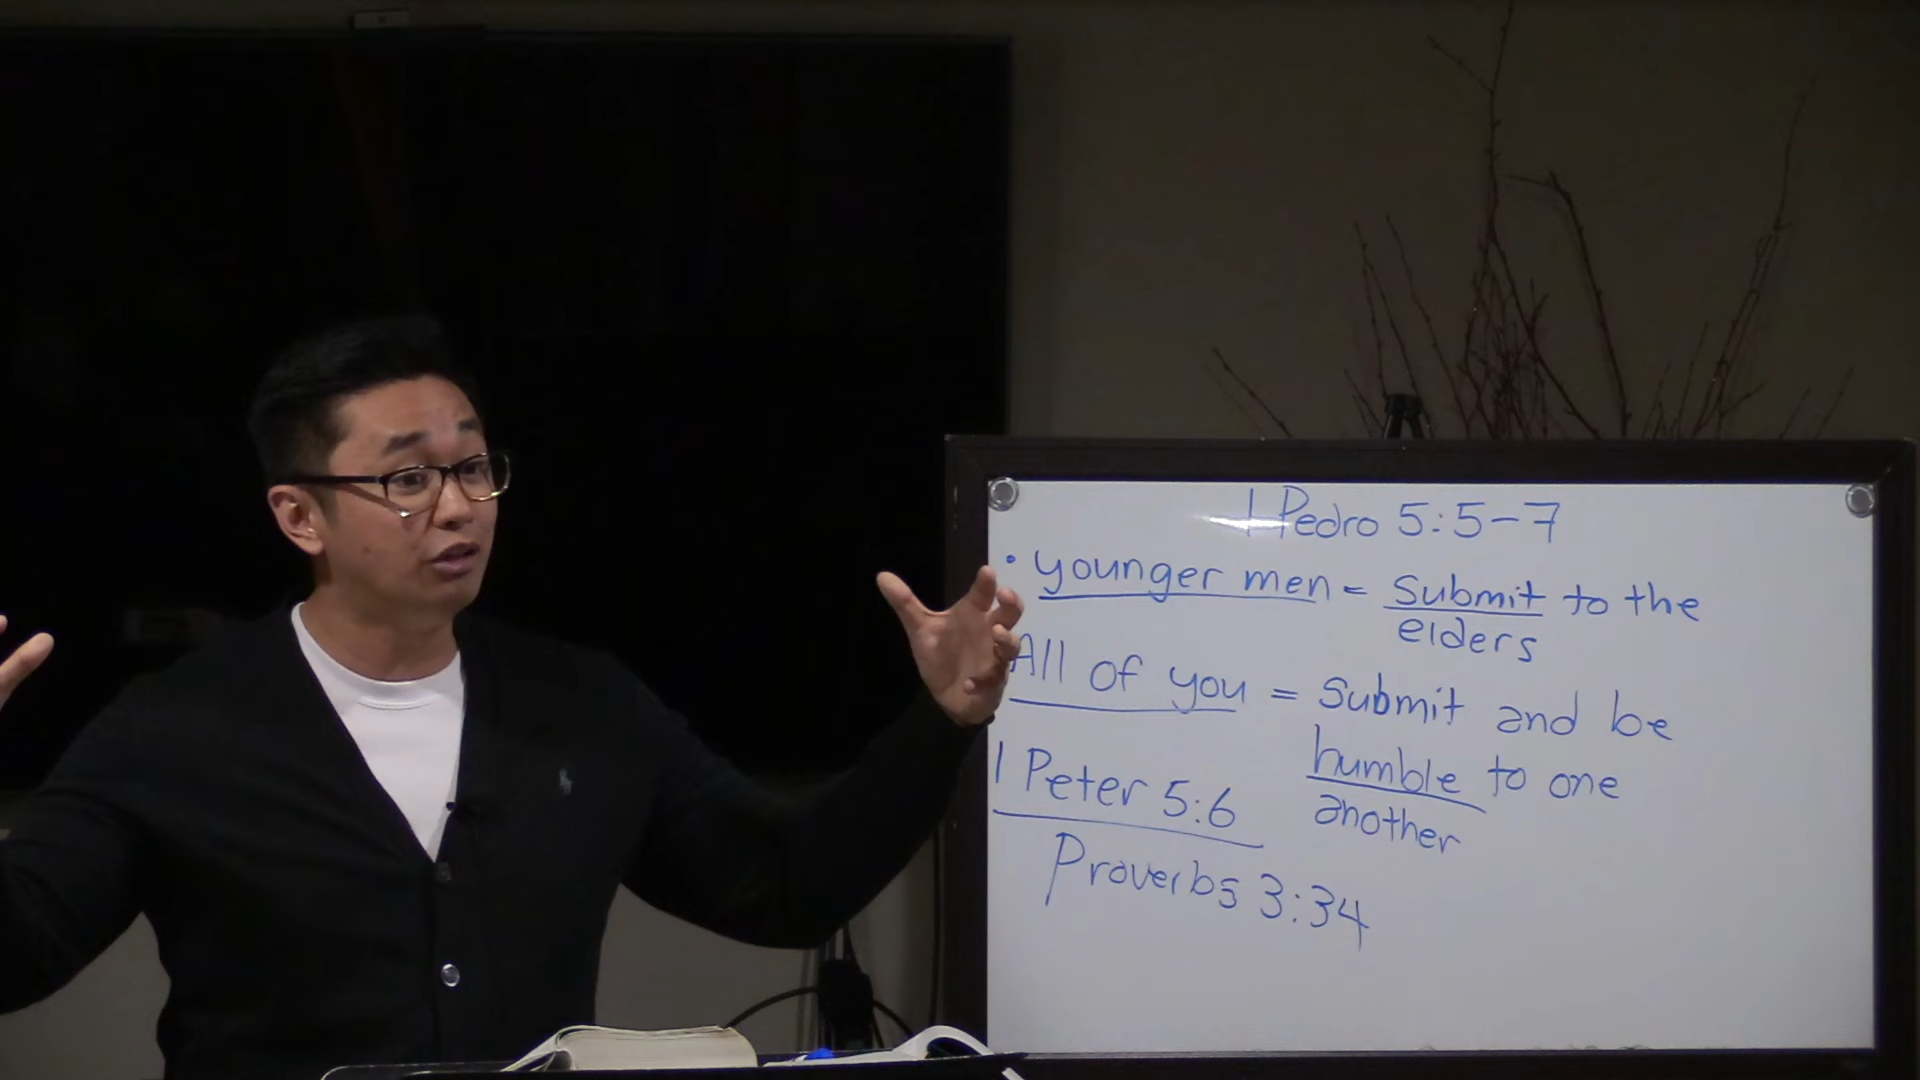 1 Pedro 5:5-7
• younger men = submit to the
elders
All of you = submit and be
humble to one
another
1 Peter 5:6
Proverbs 3:34